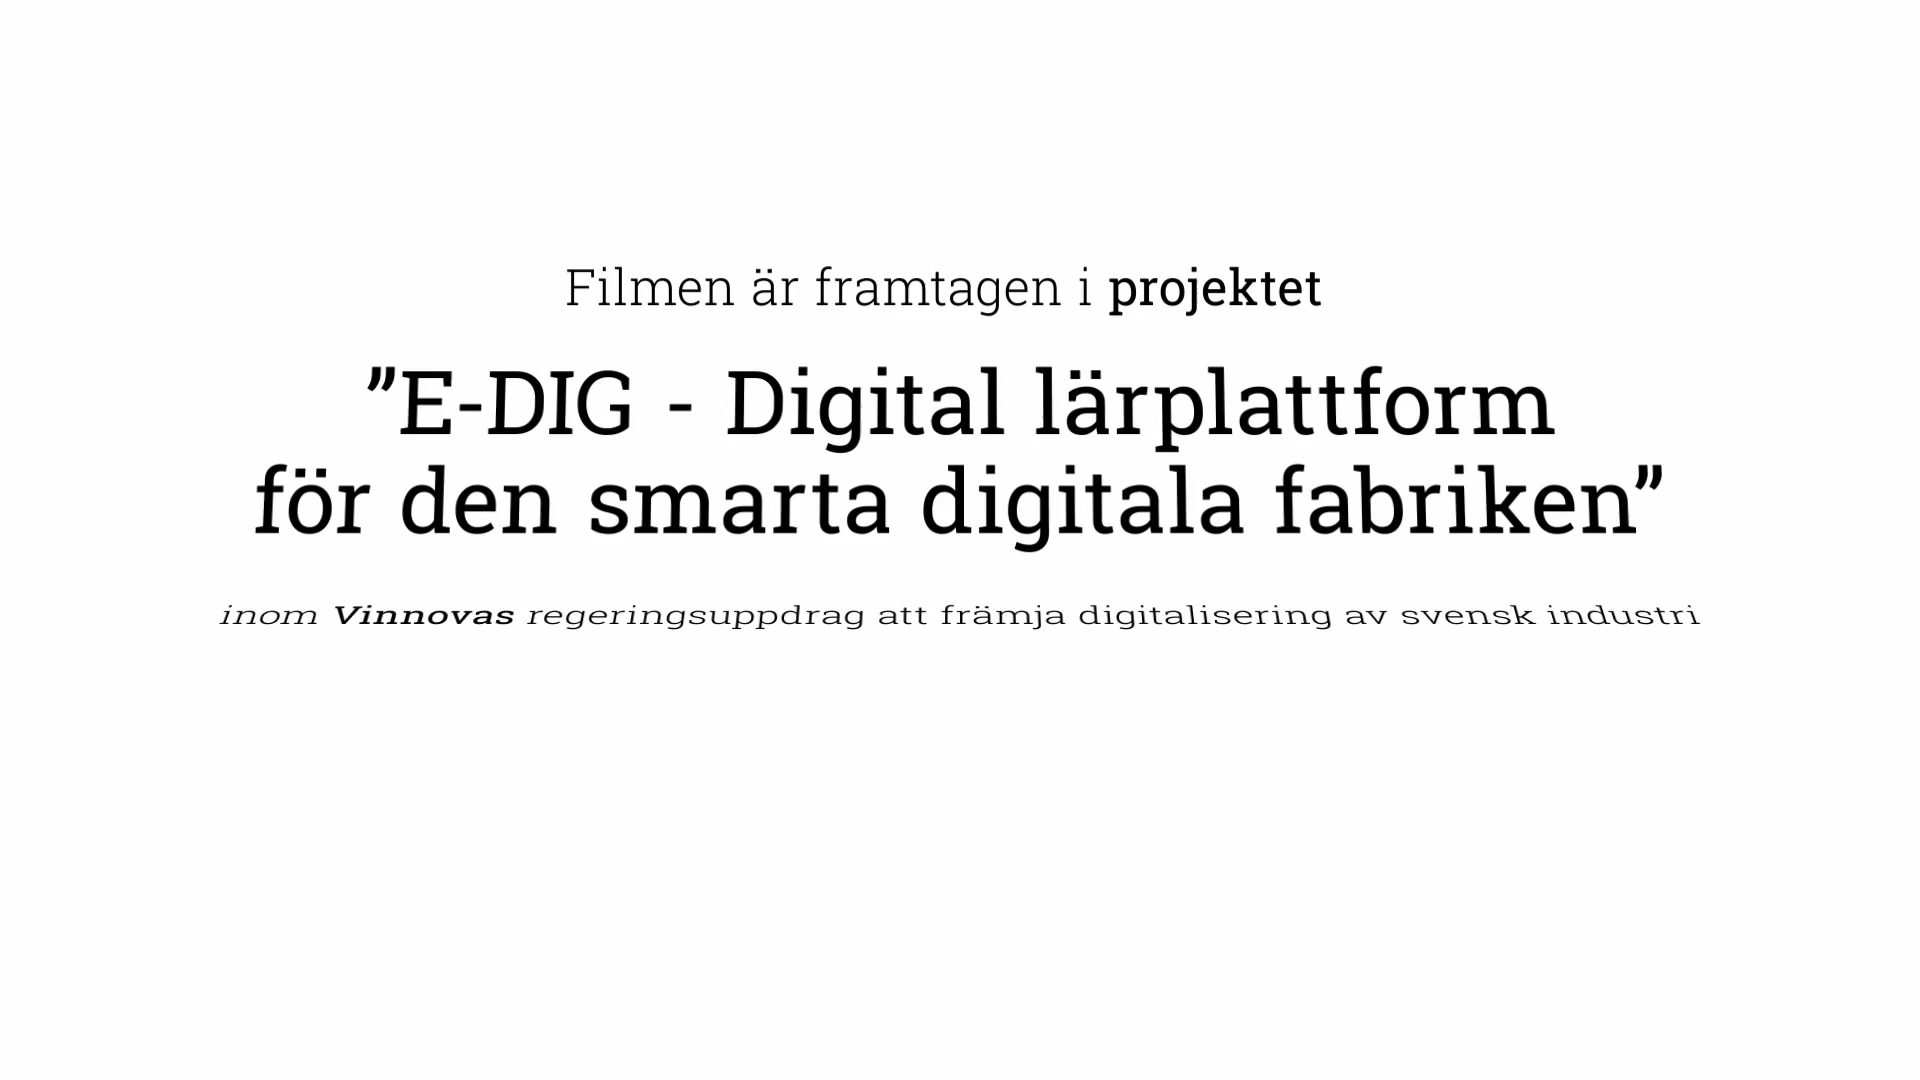 Filmen är framtagen i projektet
”E-DIG - Digital lärplattform
för den smarta digitala fabriken”
inom Vinnovas regeringsuppdrag att främja digitalisering av svensk industri